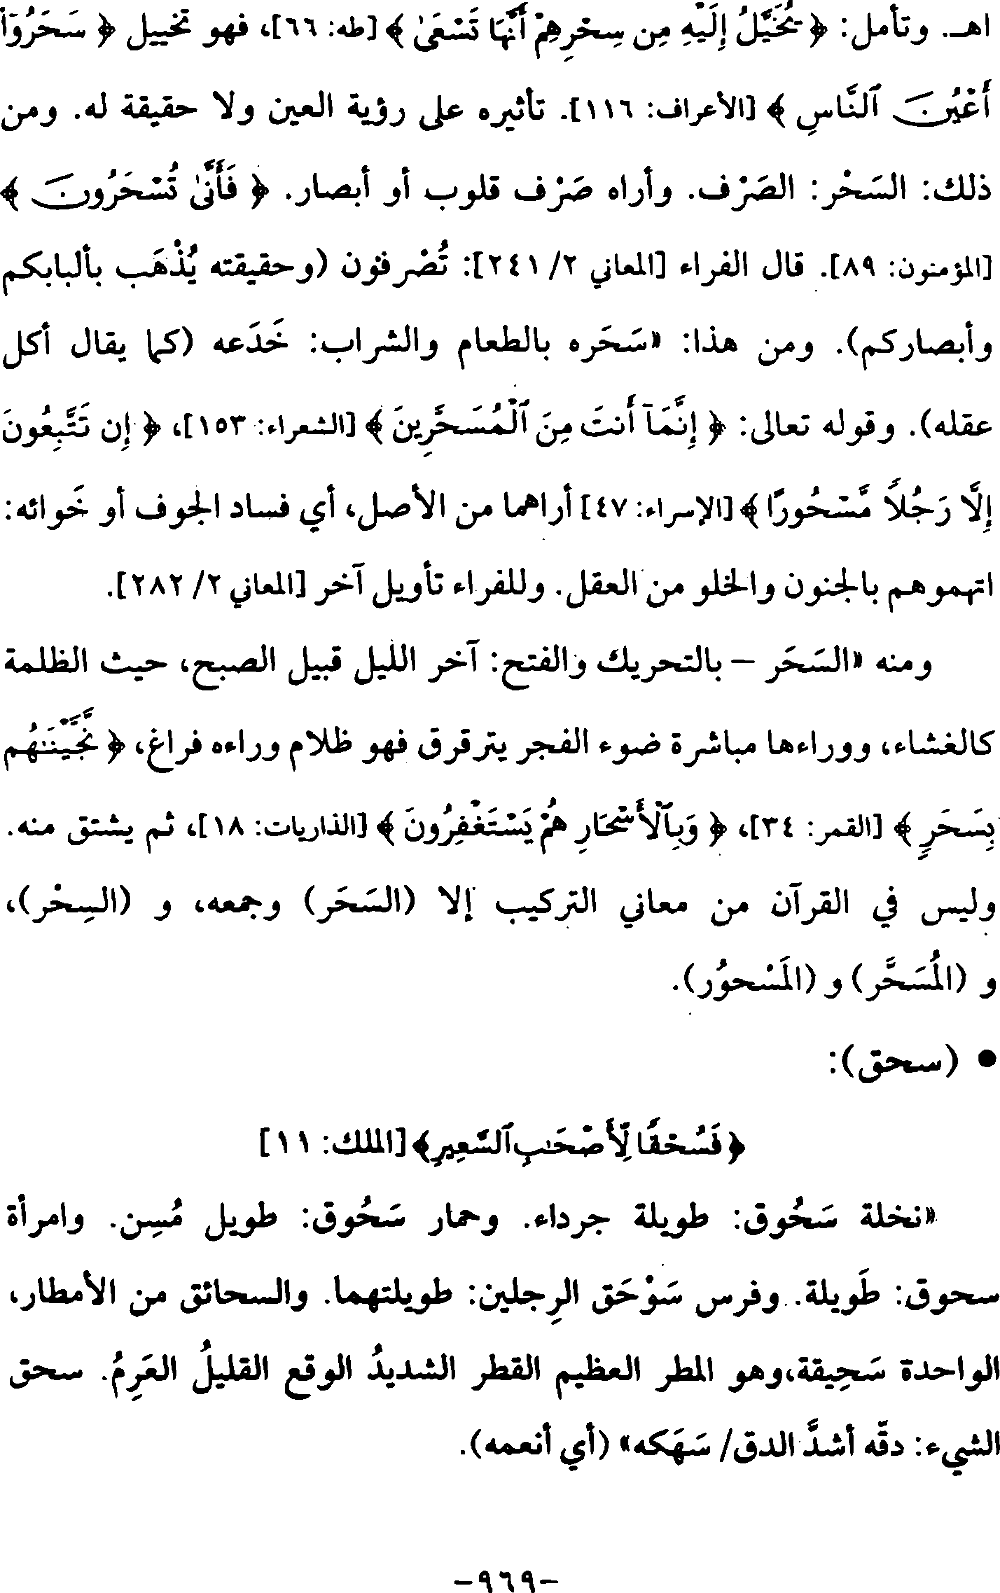 اهـ. وتأمل: ﴿ يُخَيَّلُ إِلَيْهِ مِن سِحْرِهِمْ أَنَّهَا تَسْعَىٰ ﴾ [طه: ٦٦]، فهو تخييل ﴿ سَحَرُوٓاْ
أَعْيُنَ ٱلنَّاسِ ﴾ [الأعراف: ١١٦]. تأثيره على رؤية العين ولا حقيقة له. ومن
ذلك: السَحْر: الصَرْف. وأراه صَرْف قلوب أو أبصار. ﴿ فَأَنَّىٰ تُسْحَرُونَ ﴾
[المؤمنون: ٨٩]. قال الفراء [المعاني ٢/ ٢٤١]: تُصْرفون (وحقيقته يُذْهَب بألبابكم
وأبصاركم). ومن هذا: «سَحَره بالطعام والشراب: خَدَعه (كما يقال أكل
عقله). وقوله تعالى: ﴿ إِنَّمَآ أَنتَ مِنَ ٱلْمُسَحَّرِينَ ﴾ [الشعراء: ١٥٣]، ﴿ إِن تَتَّبِعُونَ
إِلَّا رَجُلًا مَّسْحُورًا ﴾ [الإسراء: ٤٧] أراهما من الأصل، أي فساد الجوف أو خَوائه:
اتهموهم بالجنون والخلو من العقل. وللفراء تأويل آخر [المعاني ٢/ ٢٨٢].
ومنه «السَحَر – بالتحريك والفتح: آخر الليل قبيل الصبح، حيث الظلمة
كالغشاء، ووراءها مباشرة ضوء الفجر يترقرق فهو ظلام وراءه فراغ، ﴿ نَّجَّيْنَـٰهُم
بِسَحَرٍ ﴾ [القمر: ٣٤]، ﴿ وَبِٱلْأَسْحَارِ هُمْ يَسْتَغْفِرُونَ ﴾ [الذاريات: ١٨]، ثم يشتق منه.
وليس في القرآن من معاني التركيب إلا (السَحَر) وجمعه، و (السِحْر)،
و (المُسَحَّر) و (المَسْحوُر).
● (سحق):
﴿ فَسُحْقًا لِّأَصْحَـٰبِ ٱلسَّعِيرِ﴾ [الملك: ١١]
«نخلة سَحُوق: طويلة جرداء. وحمار سَحُوق: طويل مُسِن. وامرأة
سحوق: طَويلة. وفرس سَوْحَق الرِجلين: طويلتهما. والسحائق من الأمطار،
الواحدة سَحِيقة،وهو المطر العظيم القطر الشديدُ الوقع القليلُ العَرِمُ. سحق
الشيء: دقّه أشدَّ الدق/ سَهَكه» (أي أنعمه).
-٩٦٩-